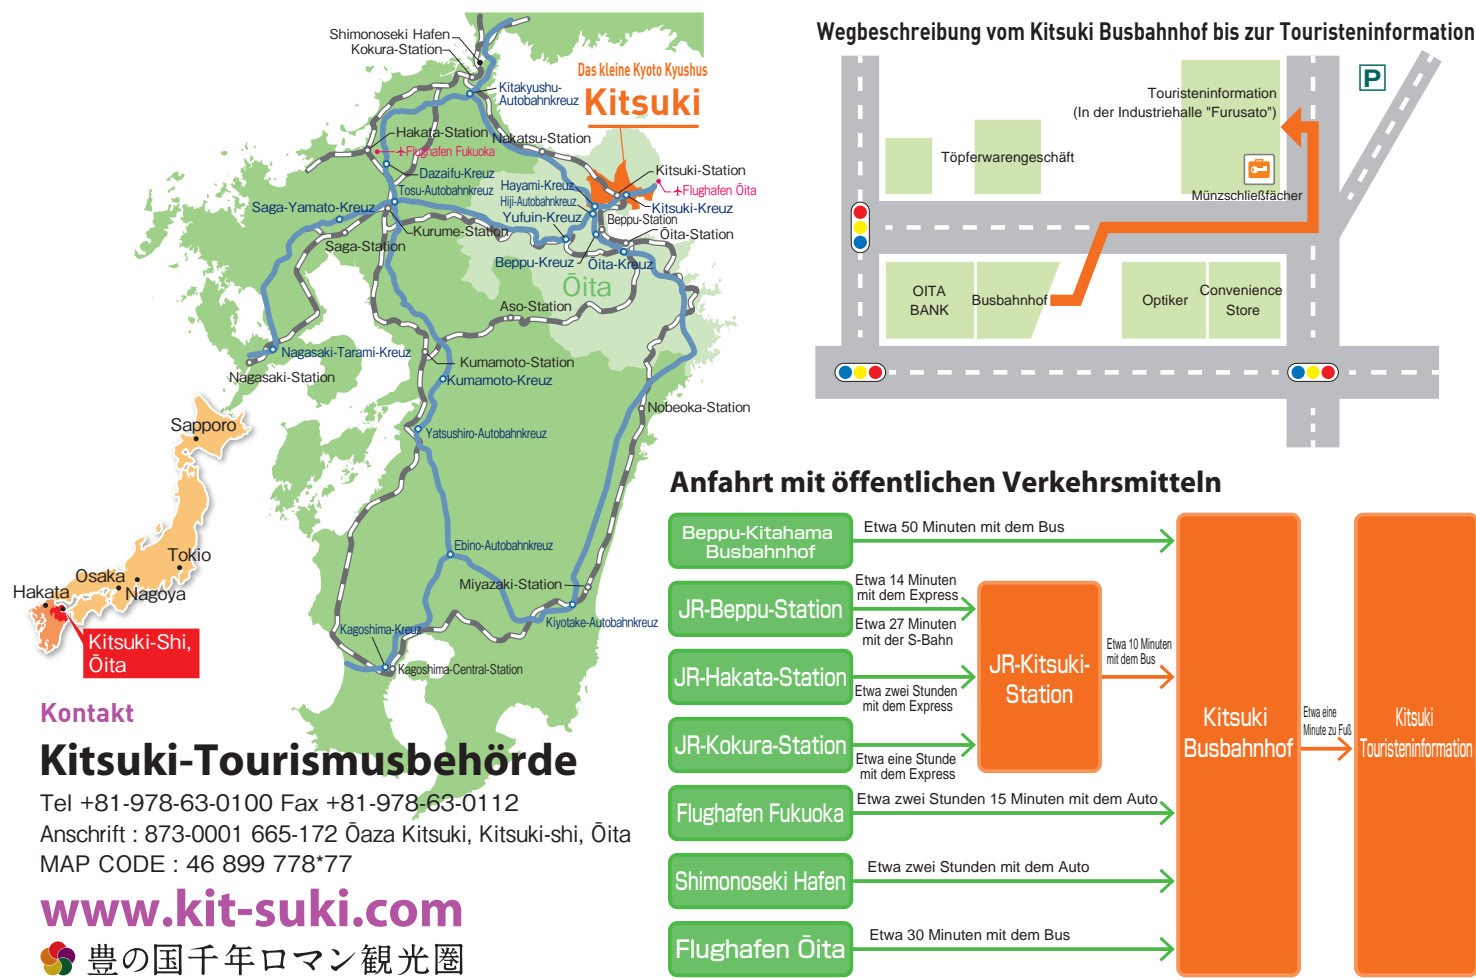 Shimonoseki Hafen
Kokura-Station
Das kleine Kyoto Kyushus
Kitsuki
Kitakyushu-
Autobahnkreuz
Hakata-Station
Nakatsu-Station
Flughafen Fukuoka
Dazaifu-Kreuz
Tosu-Autobahnkreuz
Kitsuki-Station
Hayami-Kreuz
Flughafen Ōita
Hiji-Autobahnkreuz
Kitsuki-Kreuz
Saga-Yamato-Kreuz
Yufuin-Kreuz
Beppu-Station
Kurume-Station
Ōita-Station
Saga-Station
Beppu-Kreuz
Ōita-Kreuz
Ōita
Aso-Station
Nagasaki-Tarami-Kreuz
Kumamoto-Station
Nagasaki-Station
Kumamoto-Kreuz
Nobeoka-Station
Yatsushiro-Autobahnkreuz
Ebino-Autobahnkreuz
Miyazaki-Station
Kiyotake-Autobahnkreuz
Kagoshima-Kreuz
Kagoshima-Central-Station
Sapporo
Tokio
Osaka
Nagoya
Hakata
Kitsuki-Shi,
Ōita
Kontakt
Kitsuki-Tourismusbehörde
Tel +81-978-63-0100 Fax +81-978-63-0112
Anschrift : 873-0001 665-172 Ōaza Kitsuki, Kitsuki-shi, Ōita
MAP CODE : 46 899 778*77
www.kit-suki.com
豊の国千年ロマン観光圏
Wegbeschreibung vom Kitsuki Busbahnhof bis zur Touristeninformation
P
Touristeninformation
(In der Industriehalle "Furusato")
Töpferwarengeschäft
Münzschließfächer
OITA
BANK
Busbahnhof
Optiker
Convenience
Store
Anfahrt mit öffentlichen Verkehrsmitteln
Beppu-Kitahama
Busbahnhof
Etwa 50 Minuten mit dem Bus
JR-Beppu-Station
Etwa 14 Minuten
mit dem Express
Etwa 27 Minuten
mit der S-Bahn
JR-Hakata-Station
Etwa zwei Stunden
mit dem Express
JR-Kokura-Station
Etwa eine Stunde
mit dem Express
JR-Kitsuki-
Station
Etwa 10 Minuten
mit dem Bus
Flughafen Fukuoka
Etwa zwei Stunden 15 Minuten mit dem Auto
Shimonoseki Hafen
Etwa zwei Stunden mit dem Auto
Flughafen Ōita
Etwa 30 Minuten mit dem Bus
Kitsuki
Busbahnhof
Etwa eine
Minute zu Fuß
Kitsuki
Touristeninformation